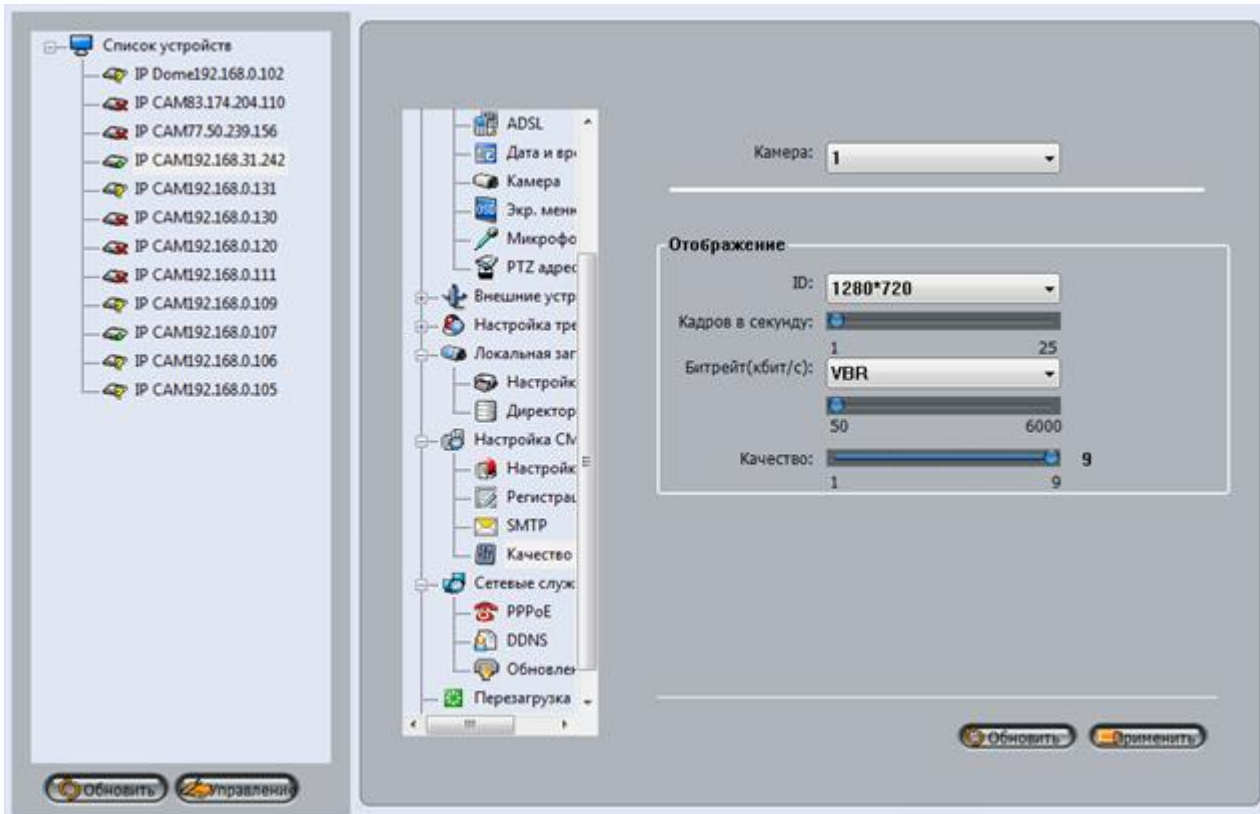 Список устройств
IP Dome192.168.0.102
IP CAM83.174.204.110
IP CAM77.50.239.156
IP CAM192.168.31.242
IP CAM192.168.0.131
IP CAM192.168.0.130
IP CAM192.168.0.120
IP CAM192.168.0.111
IP CAM192.168.0.109
IP CAM192.168.0.107
IP CAM192.168.0.106
IP CAM192.168.0.105
Обновить Управление
ADSL
Дата и вре
Камера
Экр. меню
Микрофо
PTZ адрес
Внешние устр
Настройка тре
Локальная заг
Настройк
Директор
Настройка СМ
Настройк
Регистрац
SMTP
Качество
Сетевые служ
PPPoE
DDNS
Обновлен
Перезагрузка
Камера: 1
Отображение
ID: 1280*720
Кадров в секунду:
1 25
Битрейт(кбит/с): VBR
50 6000
Качество: 9
1 9
Обновить Применить